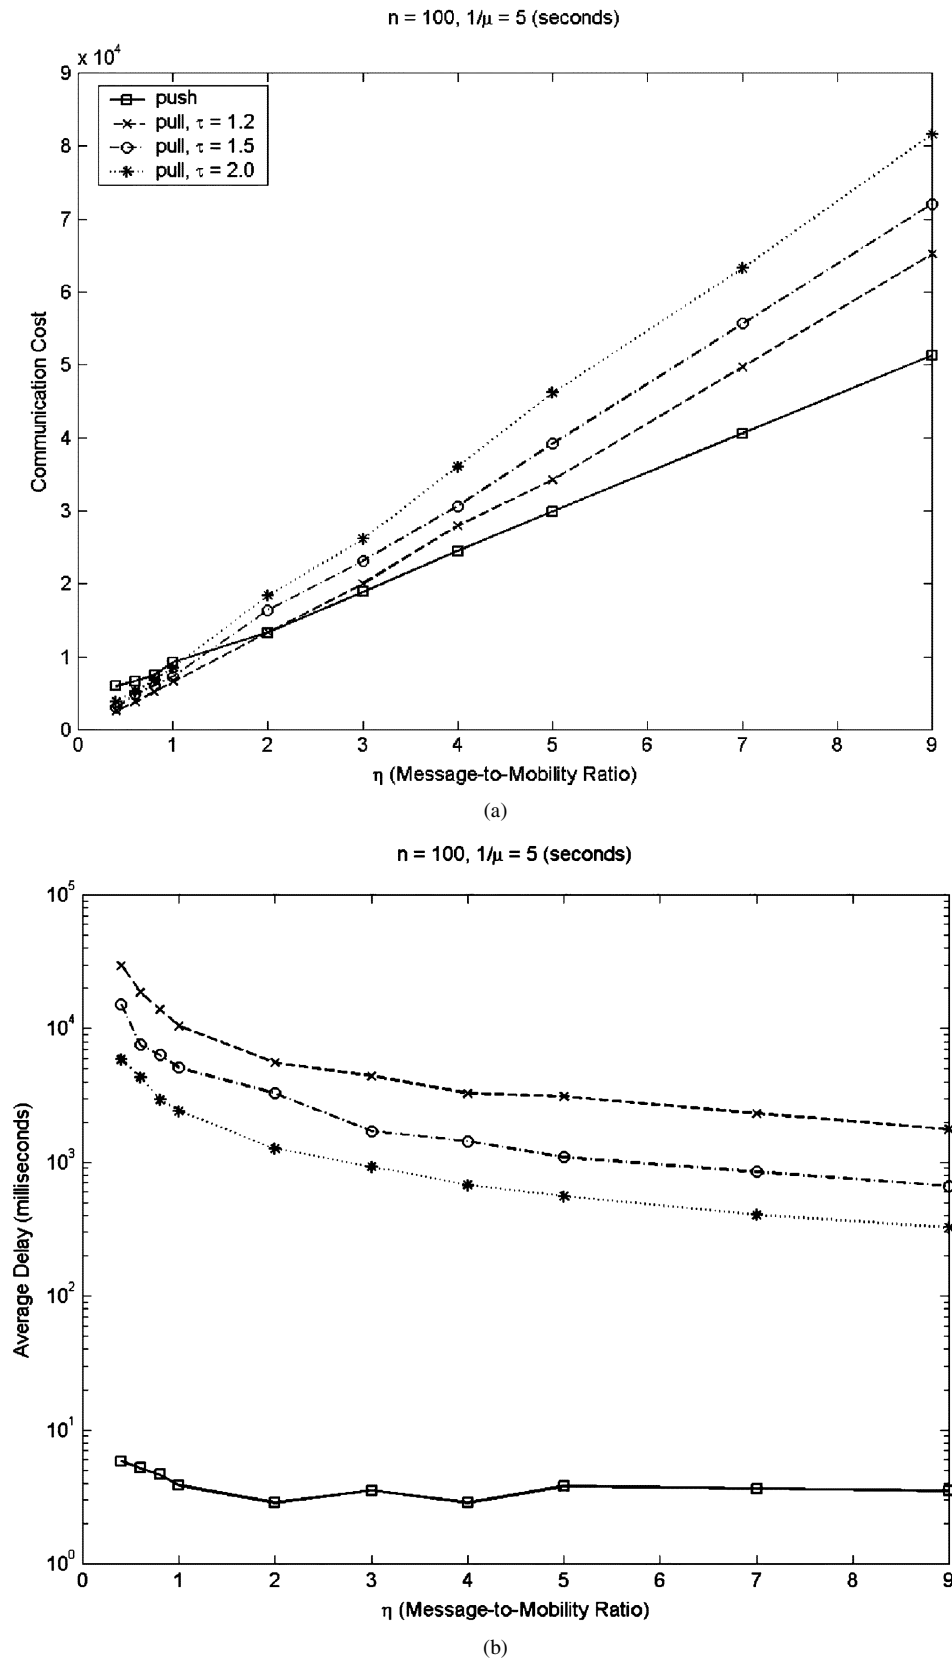 n = 100, 1/μ = 5 (seconds)
x 10^4
9
8
7
6
5
4
3
2
1
0
push
pull, τ = 1.2
pull, τ = 1.5
pull, τ = 2.0
Communication Cost
0 1 2 3 4 5 6 7 8 9
η (Message-to-Mobility Ratio)
(a)
n = 100, 1/μ = 5 (seconds)
10^5
10^4
10^3
10^2
10^1
10^0
Average Delay (milliseconds)
0 1 2 3 4 5 6 7 8 9
η (Message-to-Mobility Ratio)
(b)